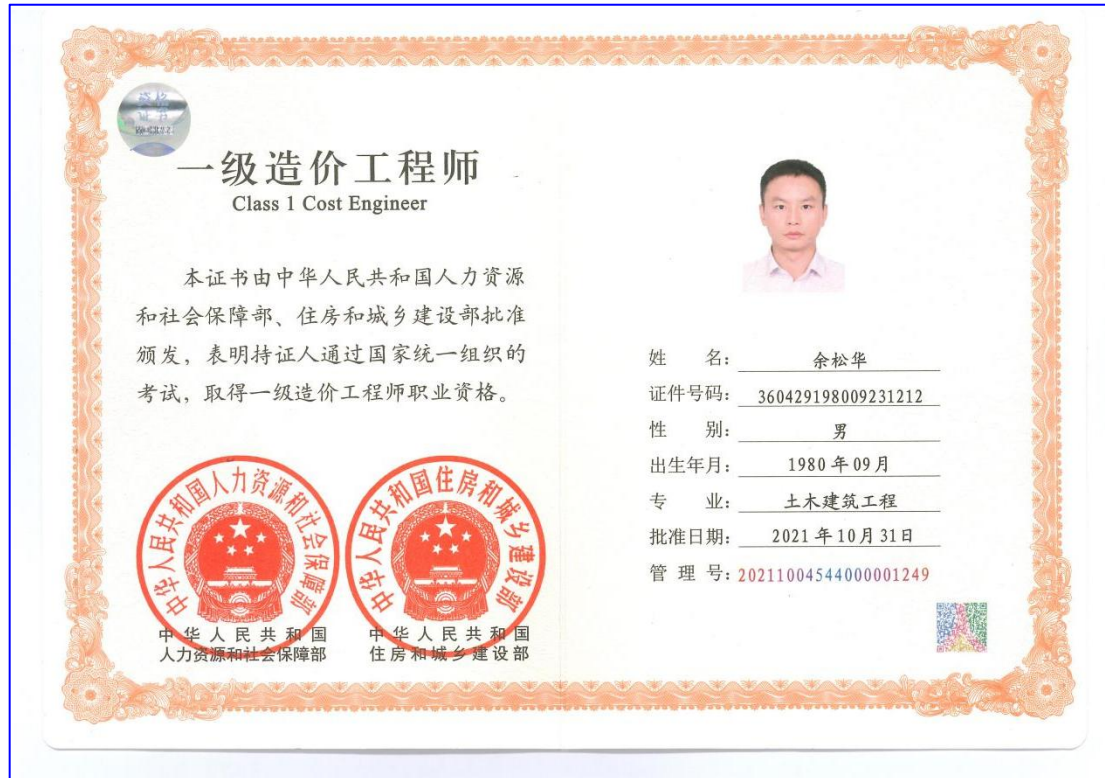 一级造价工程师
Class 1 Cost Engineer
本证书由中华人民共和国人力资源
和社会保障部、住房和城乡建设部批准
颁发，表明持证人通过国家统一组织的
考试，取得一级造价工程师职业资格。
中华人民共和国人力资源和社会保障部
中华人民共和国住房和城乡建设部
中华人民共和国
人力资源和社会保障部
中华人民共和国
住房和城乡建设部
姓 名： 余松华
证件号码： 360429198009231212
性 别： 男
出生年月： 1980年09月
专 业： 土木建筑工程
批准日期： 2021年10月31日
管 理 号： 20211004544000001249